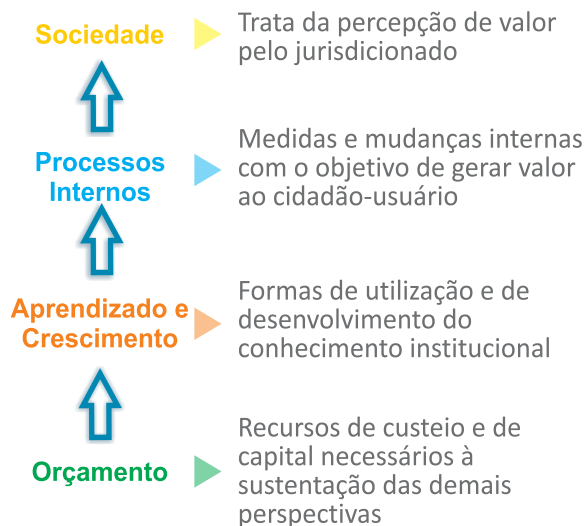 Sociedade
Trata da percepção de valor
pelo jurisdicionado
Processos
Internos
Medidas e mudanças internas
com o objetivo de gerar valor
ao cidadão-usuário
Aprendizado e
Crescimento
Formas de utilização e de
desenvolvimento do
conhecimento institucional
Orçamento
Recursos de custeio e de
capital necessários à
sustentação das demais
perspectivas